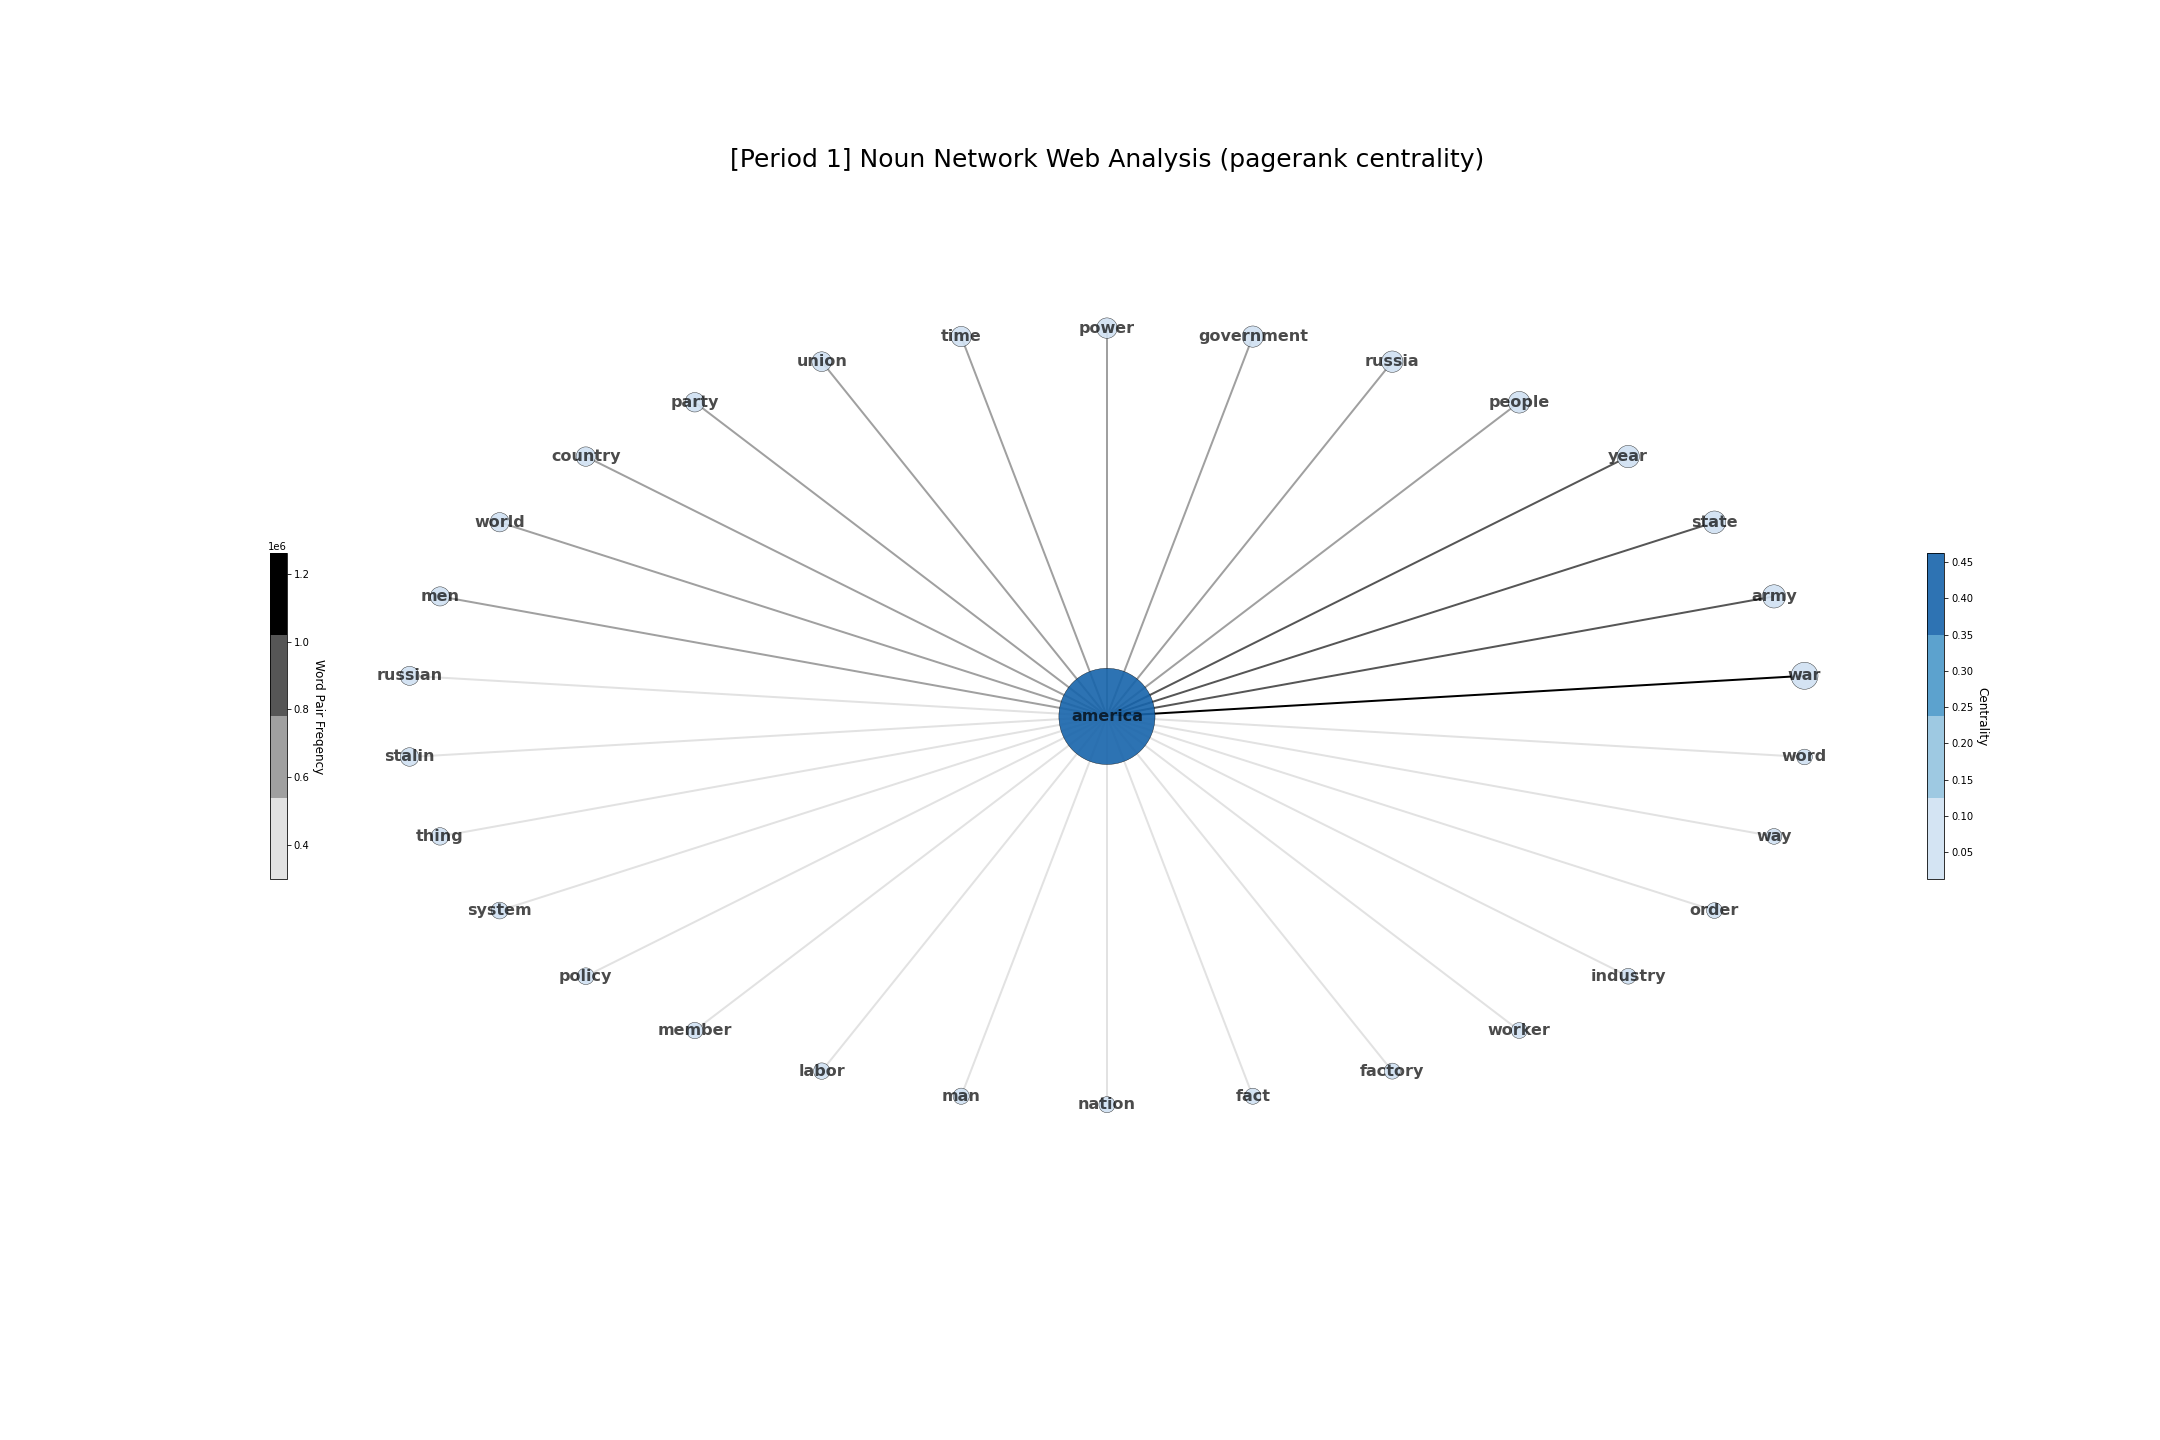 [Period 1] Noun Network Web Analysis (pagerank centrality)
power
time
government
union
russia
party
people
country
year
world
state
men
army
russian
war
america
stalin
word
thing
way
system
order
policy
industry
member
worker
labor
factory
man
fact
nation
1e6
1.2
1.0
0.8
0.6
0.4
Word Pair Freqency
0.45
0.40
0.35
0.30
0.25
0.20
0.15
0.10
0.05
Centrality